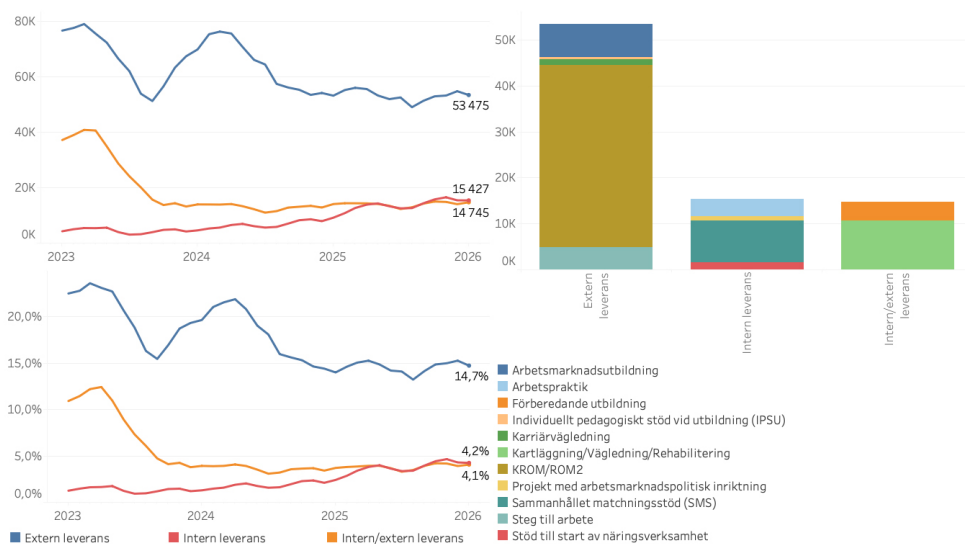 80K
60K
40K
20K
0K
53 475
15 427
14 745
2023
2024
2025
2026
20,0%
15,0%
10,0%
5,0%
0,0%
14,7%
4,2%
4,1%
2023
2024
2025
2026
Extern leverans
Intern leverans
Intern/extern leverans
50K
40K
30K
20K
10K
0K
Extern
leverans
Intern leverans
Intern/extern
leverans
Arbetsmarknadsutbildning
Arbetspraktik
Förberedande utbildning
Individuellt pedagogiskt stöd vid utbildning (IPSU)
Karriärvägledning
Kartläggning/Vägledning/Rehabilitering
KROM/ROM2
Projekt med arbetsmarknadspolitisk inriktning
Sammanhållet matchningsstöd (SMS)
Steg till arbete
Stöd till start av näringsverksamhet